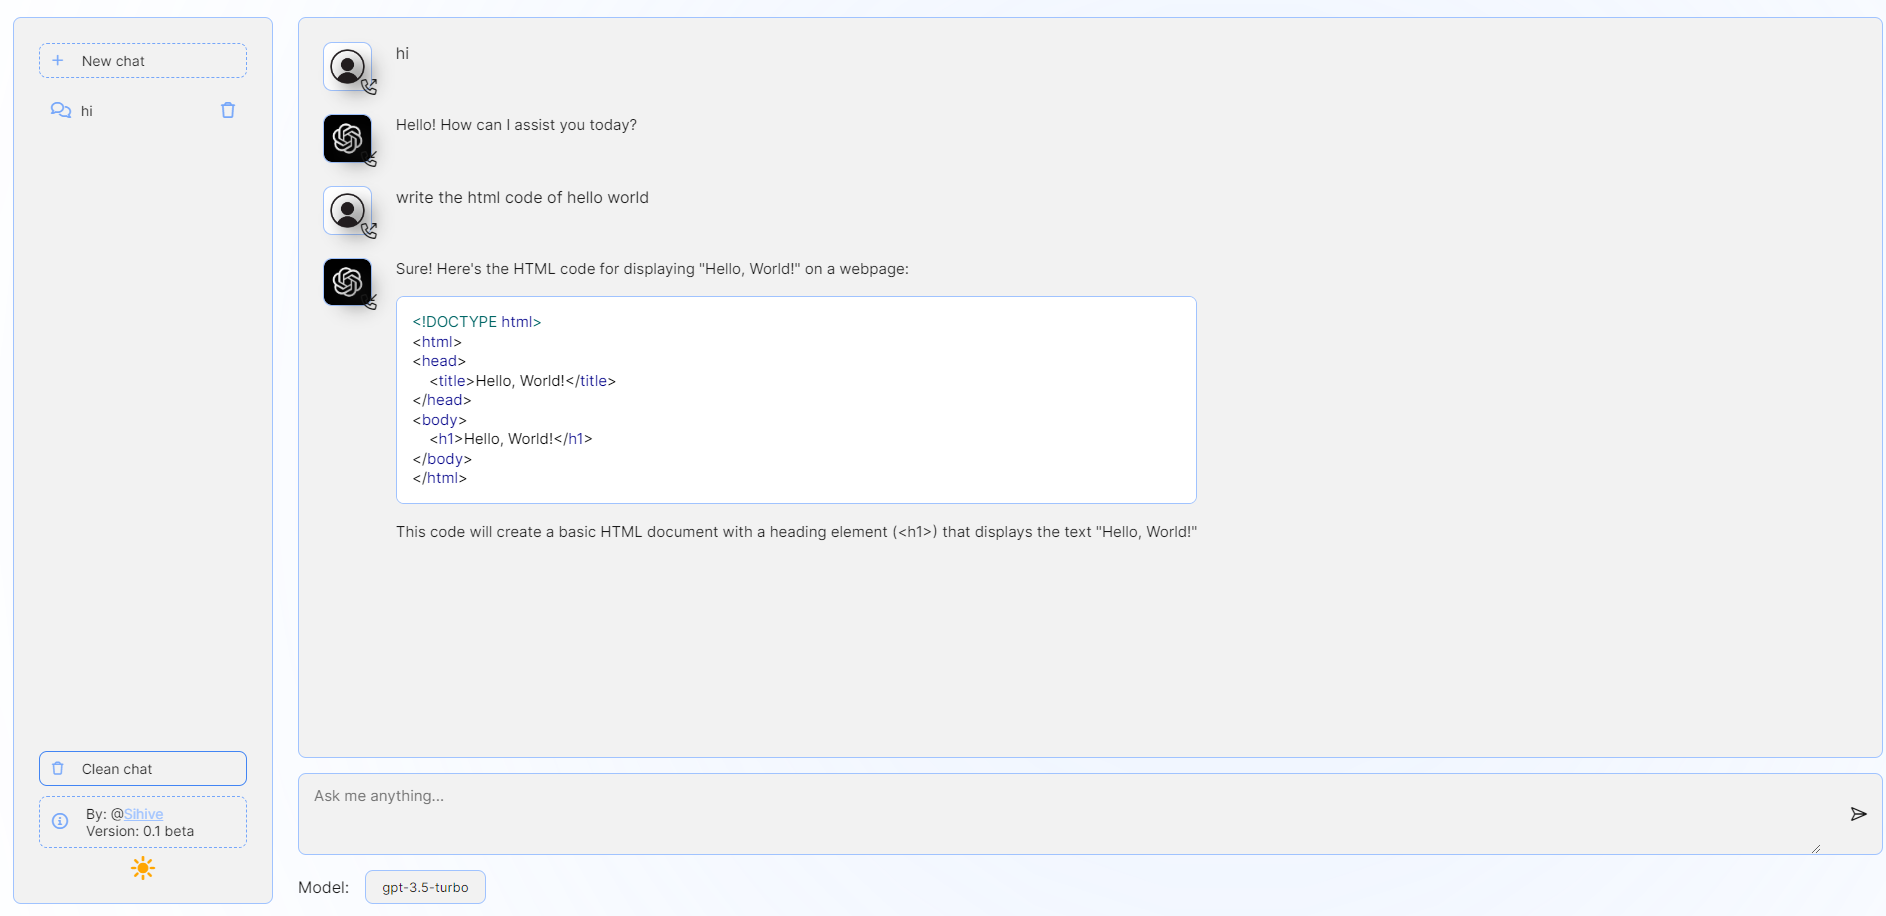 New chat
hi
Clean chat
By: @Sihive
Version: 0.1 beta
hi
Hello! How can I assist you today?
write the html code of hello world
Sure! Here's the HTML code for displaying "Hello, World!" on a webpage:
<!DOCTYPE html>
<html>
<head>
    <title>Hello, World!</title>
</head>
<body>
    <h1>Hello, World!</h1>
</body>
</html>
This code will create a basic HTML document with a heading element (<h1>) that displays the text "Hello, World!"
Ask me anything...
Model: gpt-3.5-turbo